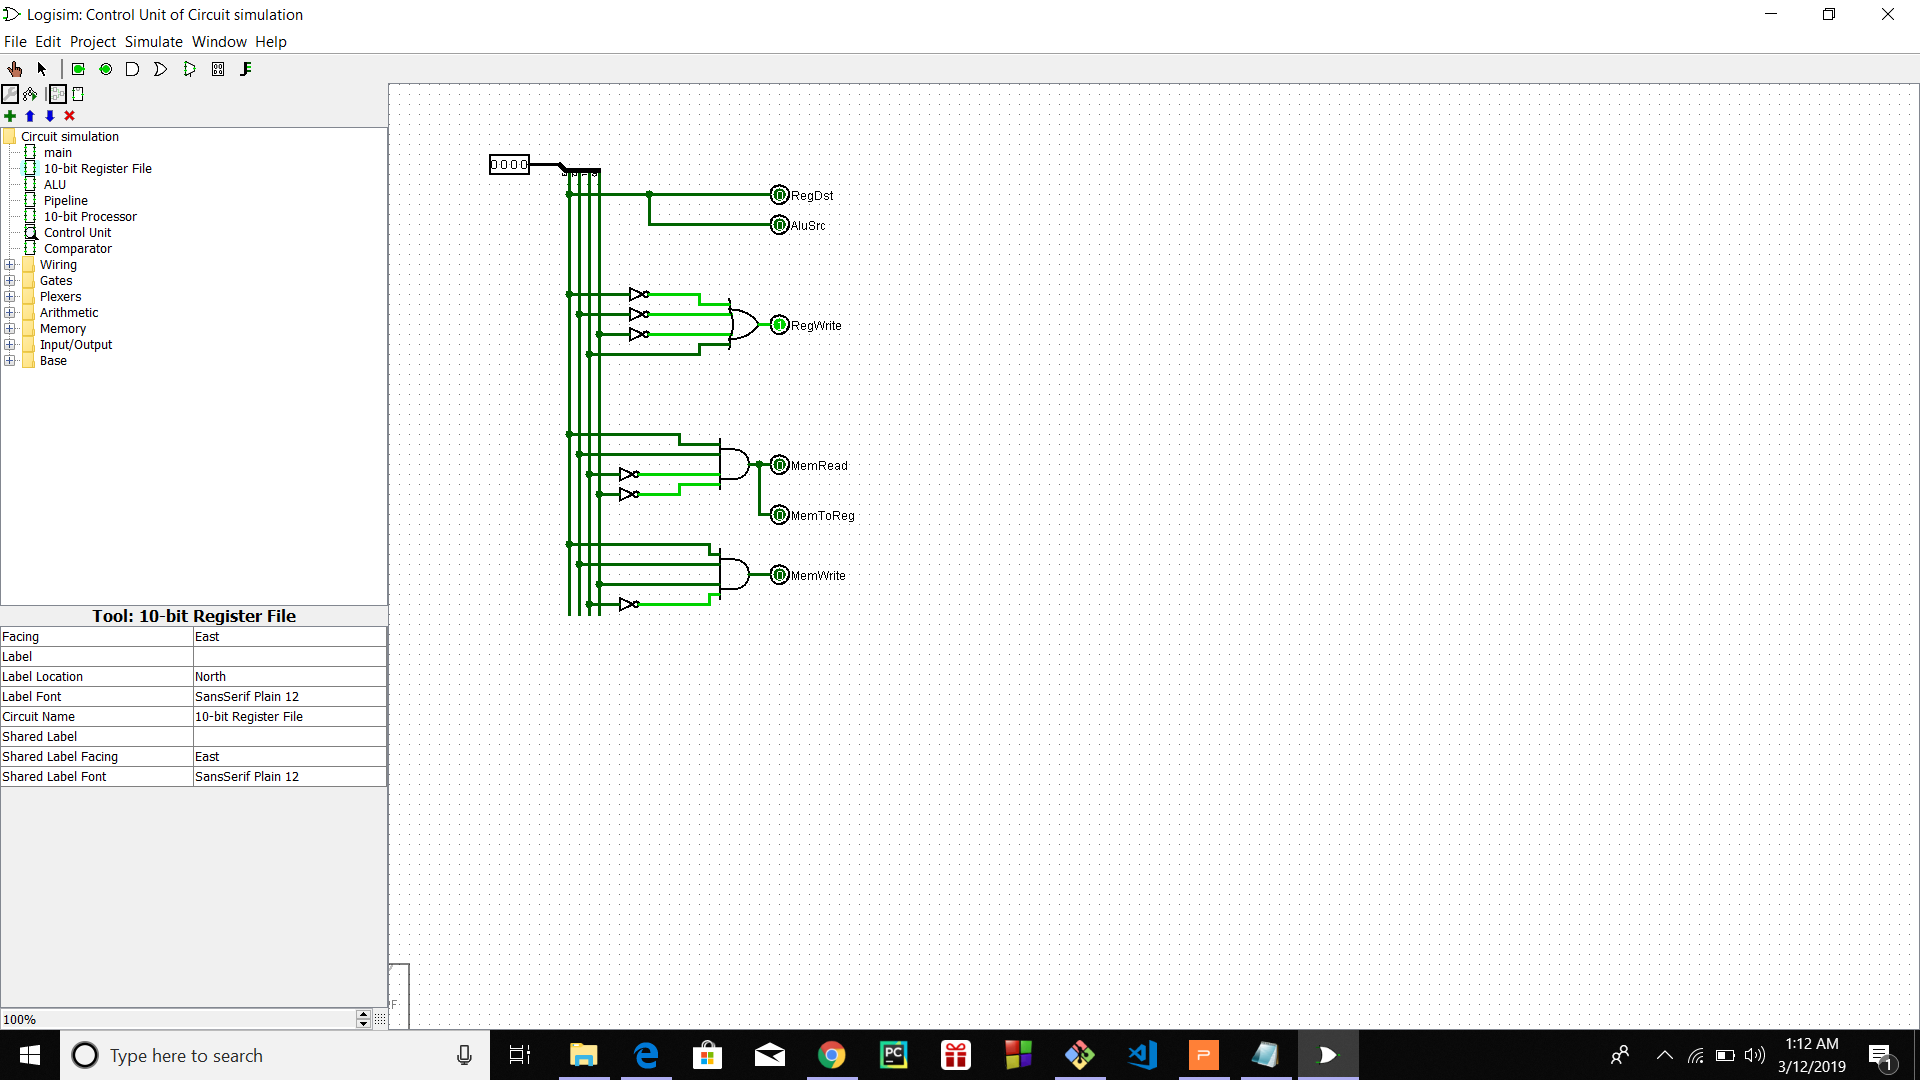 Logisim: Control Unit of Circuit simulation
File Edit Project Simulate Window Help
Circuit simulation
main
10-bit Register File
ALU
Pipeline
10-bit Processor
Control Unit
Comparator
Wiring
Gates
Plexers
Arithmetic
Memory
Input/Output
Base
Tool: 10-bit Register File
Facing East
Label
Label Location North
Label Font SansSerif Plain 12
Circuit Name 10-bit Register File
Shared Label
Shared Label Facing East
Shared Label Font SansSerif Plain 12
100%
0000
0 RegDst
0 AluSrc
1 RegWrite
0 MemRead
0 MemToReg
0 MemWrite
Type here to search
PC
P
1:12 AM
3/12/2019
1